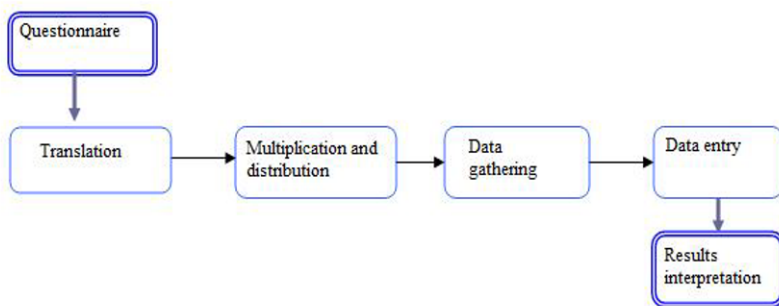 Questionnaire
Translation
Multiplication and
distribution
Data
gathering
Data entry
Results
interpretation